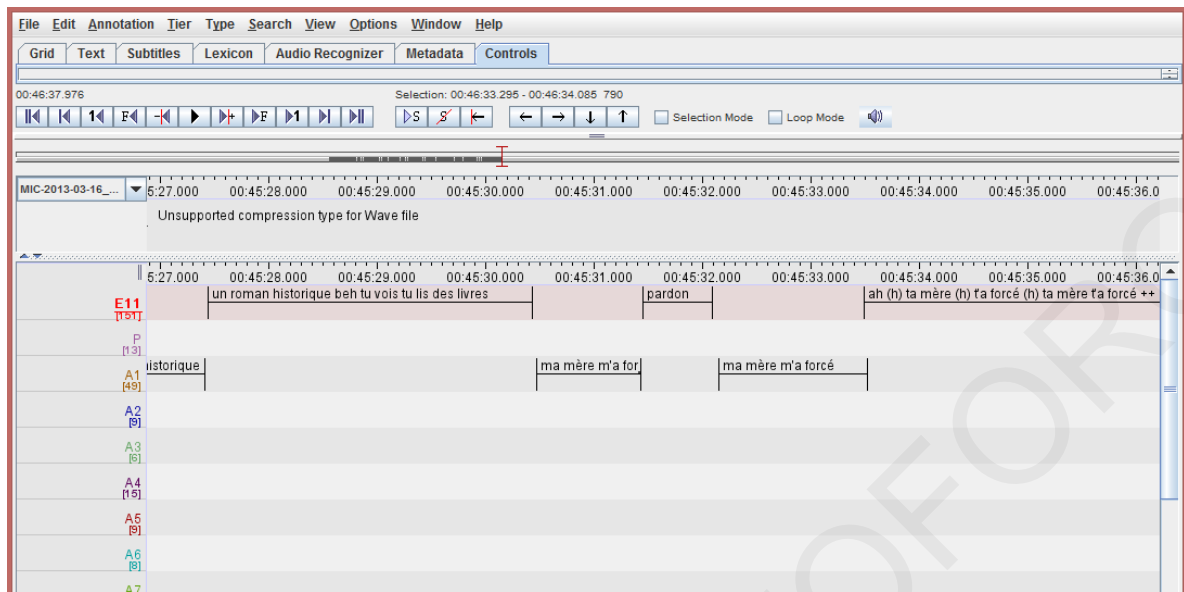 File Edit Annotation Tier Type Search View Options Window Help
Grid Text Subtitles Lexicon Audio Recognizer Metadata Controls
00:46:37.976 Selection: 00:46:33.295 - 00:46:34.085 790
1 F F 1 S S Selection Mode Loop Mode
MIC-2013-03-16_... 5:27.000 00:45:28.000 00:45:29.000 00:45:30.000 00:45:31.000 00:45:32.000 00:45:33.000 00:45:34.000 00:45:35.000 00:45:36.0
Unsupported compression type for Wave file
5:27.000 00:45:28.000 00:45:29.000 00:45:30.000 00:45:31.000 00:45:32.000 00:45:33.000 00:45:34.000 00:45:35.000 00:45:36.0
E11 un roman historique beh tu vois tu lis des livres pardon ah (h) ta mère (h) t'a forcé (h) ta mère t'a forcé ++
[151]
P
[13]
A1 istorique ma mère m'a for ma mère m'a forcé
[49]
A2
[9]
A3
[6]
A4
[15]
A5
[9]
A6
[8]
A7
OFOR